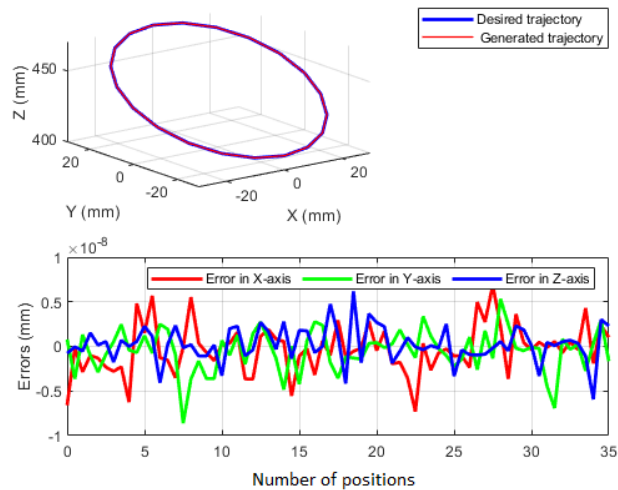 Desired trajectory
Generated trajectory
450
400
Z (mm)
20
0
-20
Y (mm)
-20
0
20
X (mm)
×10-8
Error in X-axis Error in Y-axis Error in Z-axis
1
0.5
0
-0.5
-1
Errors (mm)
0 5 10 15 20 25 30 35
Number of positions